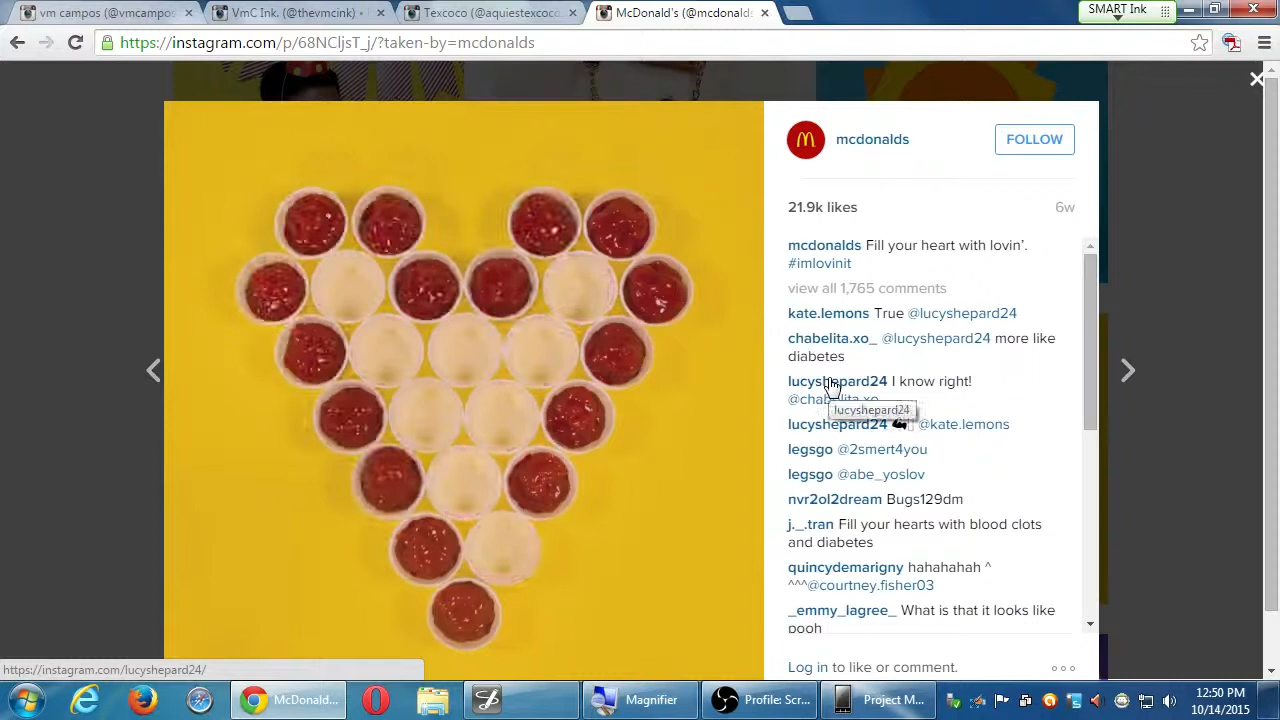 vm campos (@vmcampos
VmC Ink. (@thevmcink) •
Texcoco (@aquiestexcoco
McDonald's (@mcdonalds
SMART Ink
https://instagram.com/p/68NCljsT_j/?taken-by=mcdonalds
mcdonalds
FOLLOW
21.9k likes
6w
mcdonalds Fill your heart with lovin'.
#imlovinit
view all 1,765 comments
kate.lemons True @lucyshepard24
chabelita.xo_ @lucyshepard24 more like
diabetes
lucyshepard24 I know right!
@chabelita.xo_
lucyshepard24
lucyshepard24 @kate.lemons
legsgo @2smert4you
legsgo @abe_yoslov
nvr2ol2dream Bugs129dm
j._.tran Fill your hearts with blood clots
and diabetes
quincydemarigny hahahahah ^
^^^@courtney.fisher03
_emmy_lagree_ What is that it looks like
pooh
Log in to like or comment.
https://instagram.com/lucyshepard24/
McDonald...
Magnifier
Profile: Scr...
Project M...
12:50 PM
10/14/2015